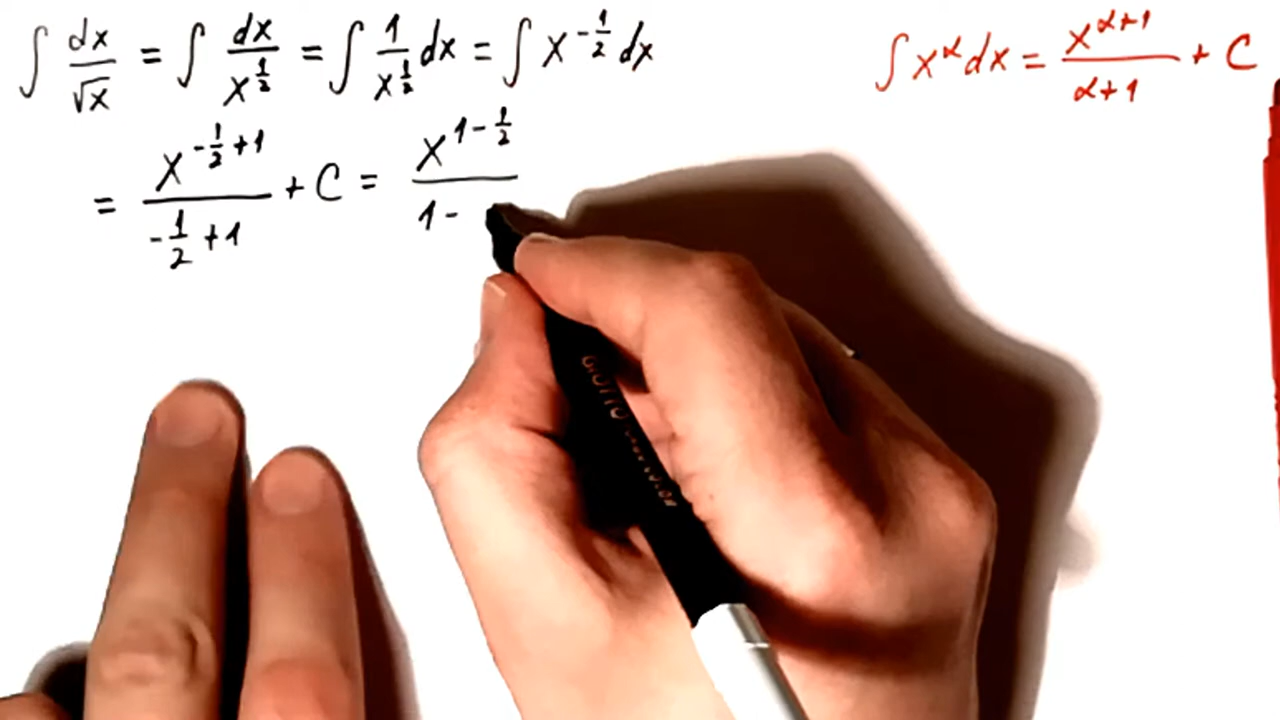 ∫ dx/√x = ∫ dx/x^(1/2) = ∫ 1/x^(1/2) dx = ∫ x^(-1/2) dx
∫ x^α dx = x^(α+1)/(α+1) + C
= x^(-1/2+1)/(-1/2+1) + C = x^(1-1/2)/(1-
GIOTTO